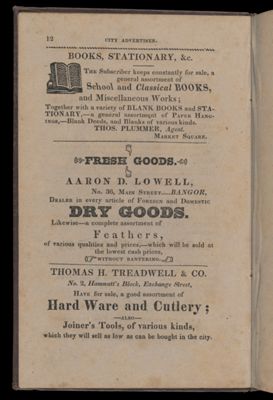 12
CITY ADVERTISER.
BOOKS, STATIONARY, &c.
THE Subscriber keeps constantly for sale, a
general assortment of
School and Classical BOOKS,
and Miscellaneous Works;
Together with a variety of BLANK BOOKS and STA-
TIONARY,—a general assortment of PAPER HANG-
INGS,—Blank Deeds, and Blanks of various kinds.
THOS. PLUMMER, Agent.
MARKET SQUARE.
FRESH GOODS.
AARON D. LOWELL,
No. 36, MAIN STREET....BANGOR,
DEALER in every article of FOREIGN and DOMESTIC
DRY GOODS.
Likewise—a complete assortment of
Feathers,
of various qualities and prices,—which will be sold at
the lowest cash prices,
WITHOUT BANTERING.
THOMAS H. TREADWELL & CO.
No. 2, Hammatt's Block, Exchange Street,
HAVE for sale, a good assortment of
Hard Ware and Cutlery;
—ALSO—
Joiner's Tools, of various kinds,
which they will sell as low as can be bought in the city.